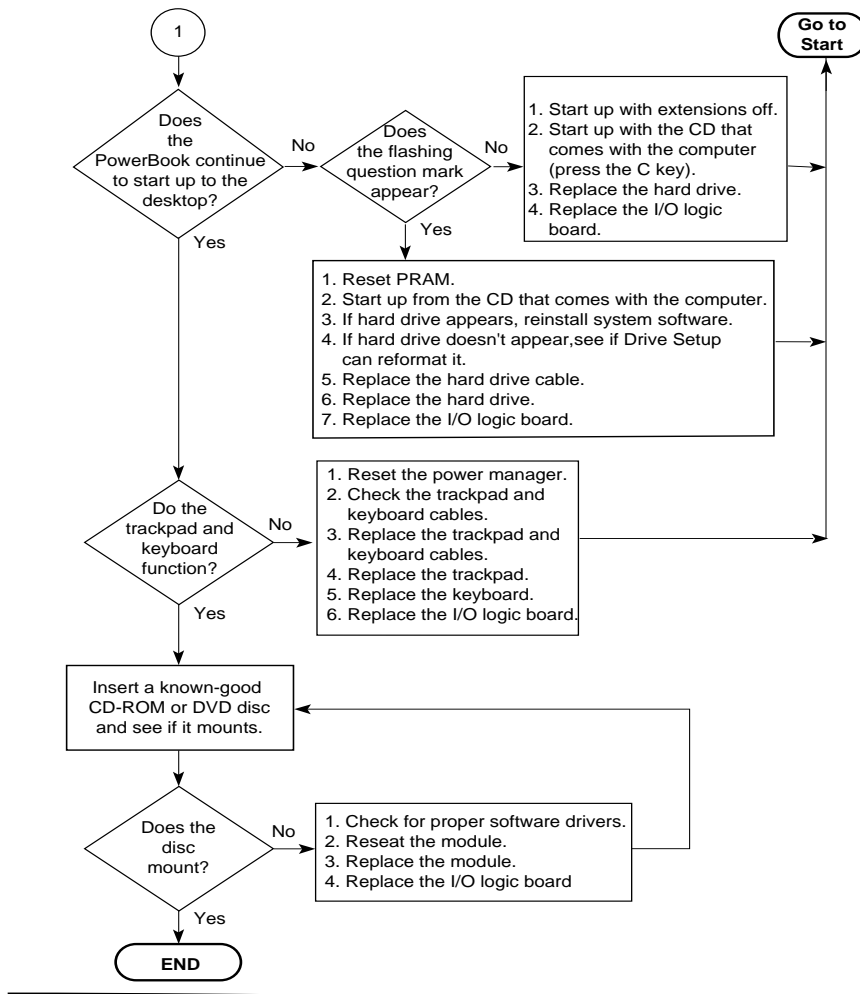 1
Go to
Start
Does
the
PowerBook continue
to start up to the
desktop?
No
Does
the flashing
question mark
appear?
No
1. Start up with extensions off.
2. Start up with the CD that
comes with the computer
(press the C key).
3. Replace the hard drive.
4. Replace the I/O logic
board.
Yes
Yes
1. Reset PRAM.
2. Start up from the CD that comes with the computer.
3. If hard drive appears, reinstall system software.
4. If hard drive doesn't appear,see if Drive Setup
can reformat it.
5. Replace the hard drive cable.
6. Replace the hard drive.
7. Replace the I/O logic board.
Do the
trackpad and
keyboard
function?
No
1. Reset the power manager.
2. Check the trackpad and
keyboard cables.
3. Replace the trackpad and
keyboard cables.
4. Replace the trackpad.
5. Replace the keyboard.
6. Replace the I/O logic board.
Yes
Insert a known-good
CD-ROM or DVD disc
and see if it mounts.
Does the
disc
mount?
No
1. Check for proper software drivers.
2. Reseat the module.
3. Replace the module.
4. Replace the I/O logic board
Yes
END